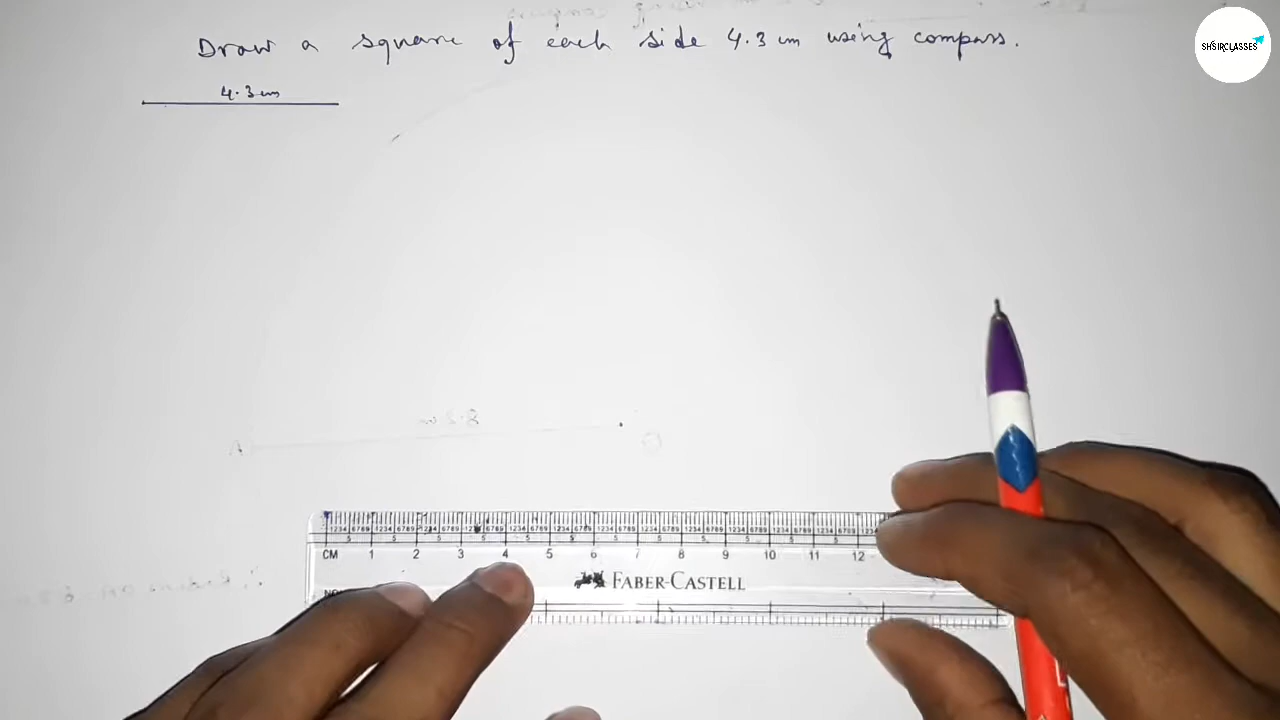 Draw a square of each side 4.3 cm using compass.
SHSIRCLASSES
4.3 cm
CM 1 2 3 4 5 6 7 8 9 10 11 12
FABER-CASTELL